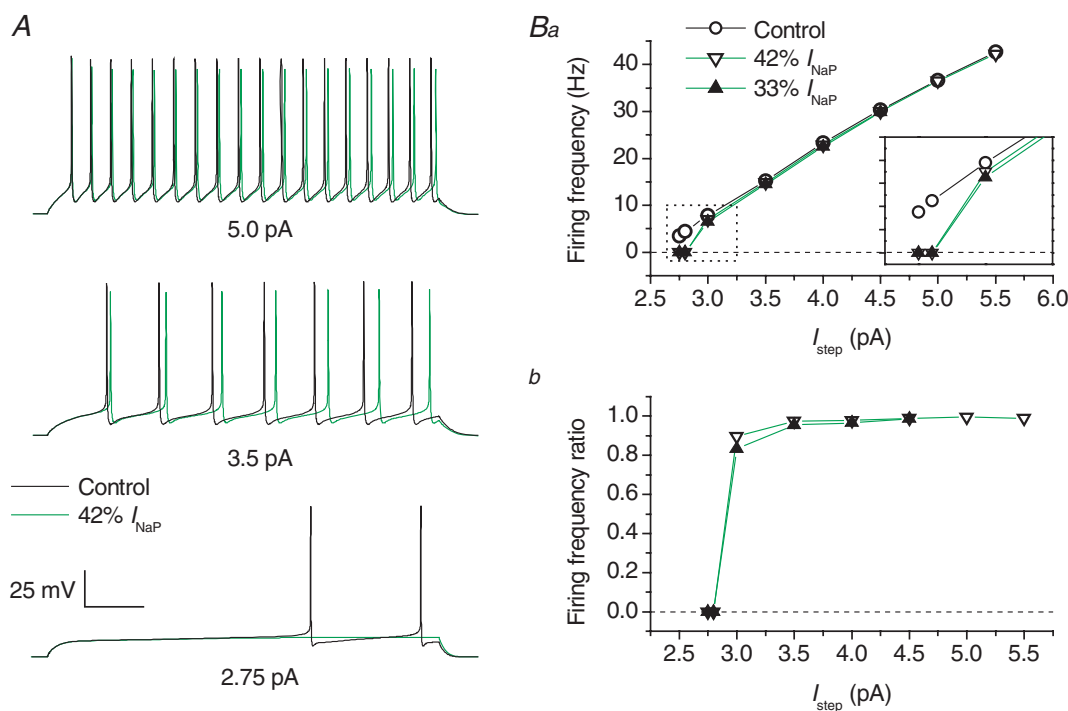 A
5.0 pA
3.5 pA
Control
42% INaP
25 mV
2.75 pA
Ba
Control
42% INaP
33% INaP
Firing frequency (Hz)
40
30
20
10
0
2.5 3.0 3.5 4.0 4.5 5.0 5.5 6.0
Istep (pA)
b
Firing frequency ratio
1.0
0.8
0.6
0.4
0.2
0.0
2.5 3.0 3.5 4.0 4.5 5.0 5.5
Istep (pA)